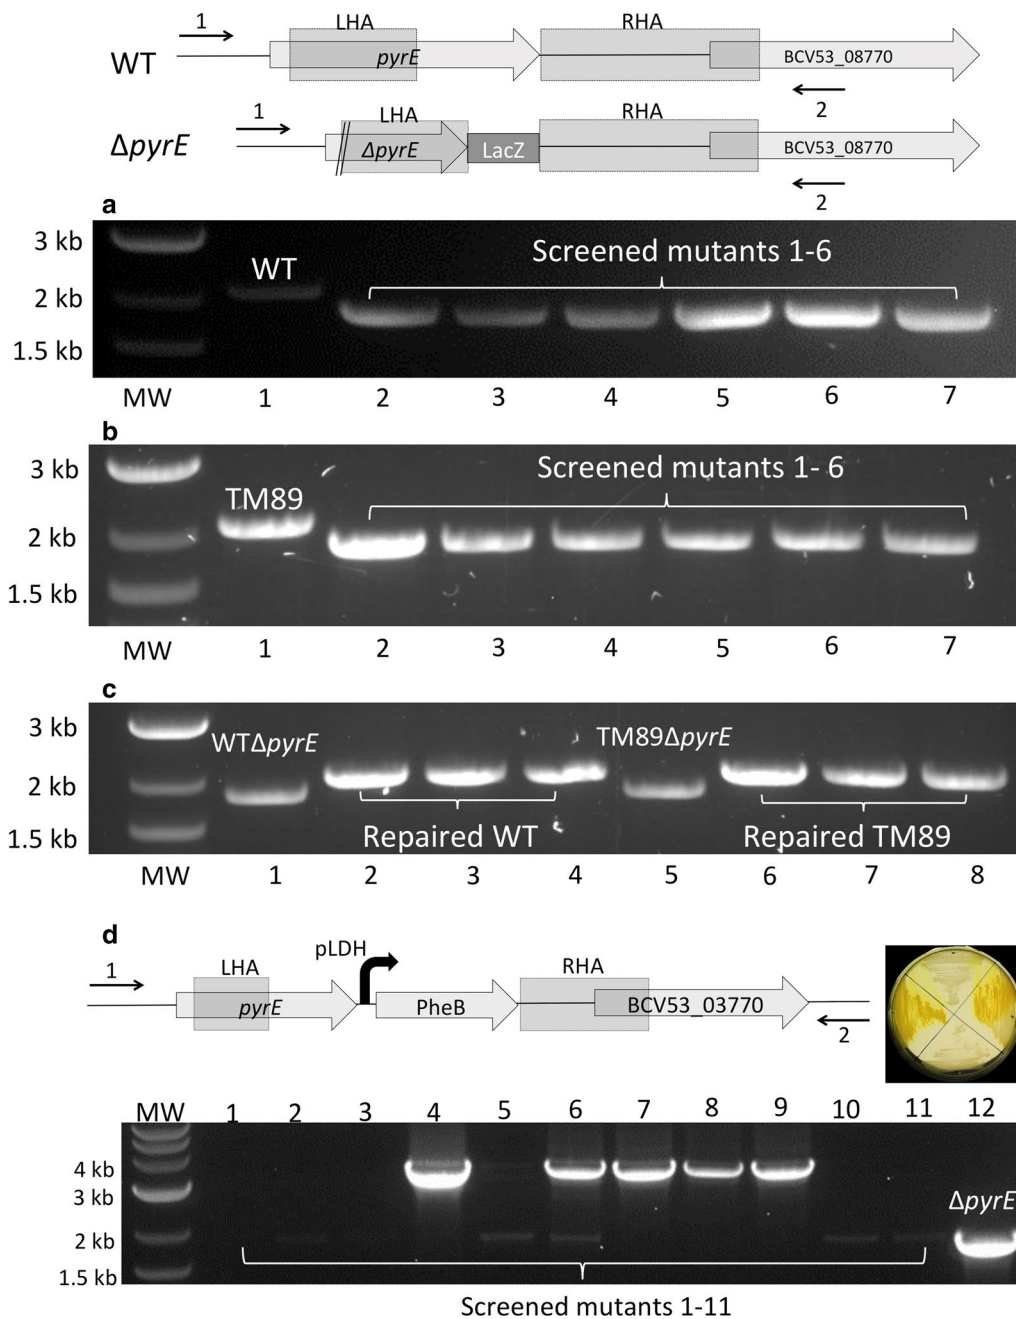 1
LHA
RHA
WT
pyrE
BCV53_08770
2
1
LHA
RHA
ΔpyrE
ΔpyrE
LacZ
BCV53_08770
2
a
3 kb
2 kb
1.5 kb
WT
Screened mutants 1-6
MW 1 2 3 4 5 6 7
b
3 kb
2 kb
1.5 kb
TM89
Screened mutants 1- 6
MW 1 2 3 4 5 6 7
c
3 kb
2 kb
1.5 kb
WTΔpyrE
TM89ΔpyrE
Repaired WT
Repaired TM89
MW 1 2 3 4 5 6 7 8
d
pLDH
1
LHA
RHA
pyrE
PheB
BCV53_03770
2
MW 1 2 3 4 5 6 7 8 9 10 11 12
4 kb
3 kb
2 kb
1.5 kb
ΔpyrE
Screened mutants 1-11